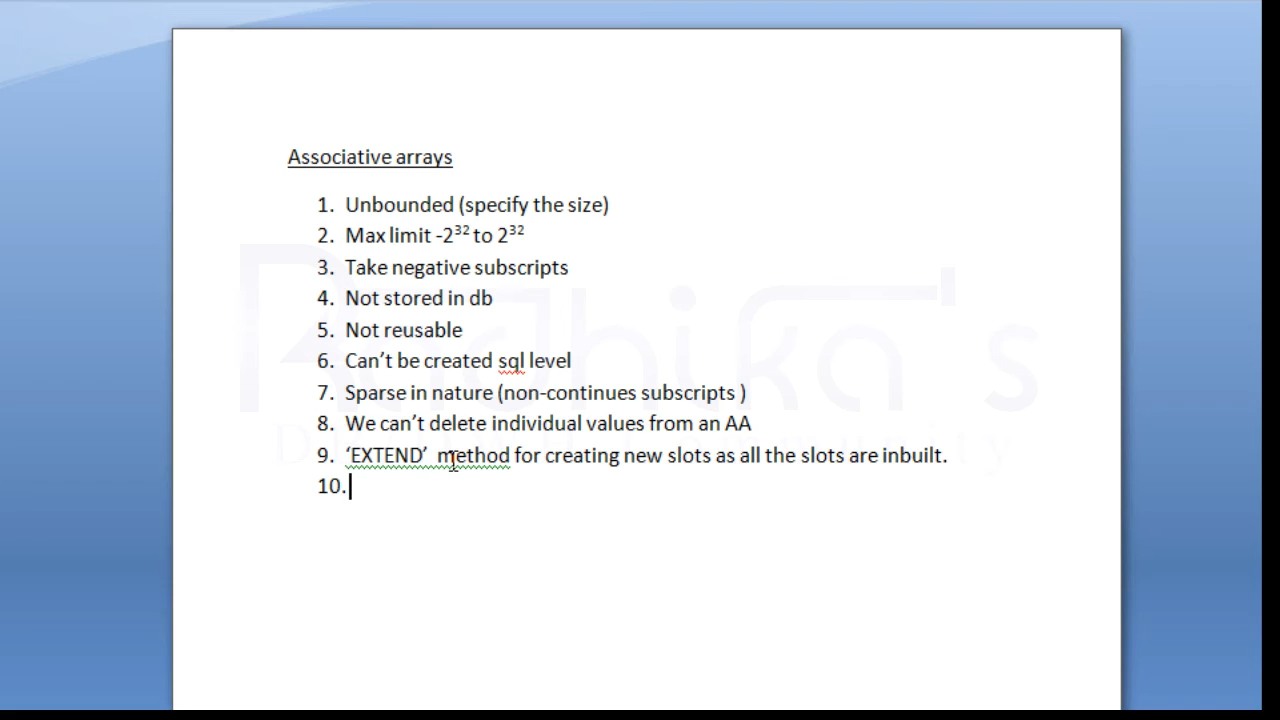 Associative arrays
1. Unbounded (specify the size)
2. Max limit -2³² to 2³²
3. Take negative subscripts
4. Not stored in db
5. Not reusable
6. Can’t be created sql level
7. Sparse in nature (non-continues subscripts )
8. We can’t delete individual values from an AA
9. ‘EXTEND’ method for creating new slots as all the slots are inbuilt.
10.
Radhika's